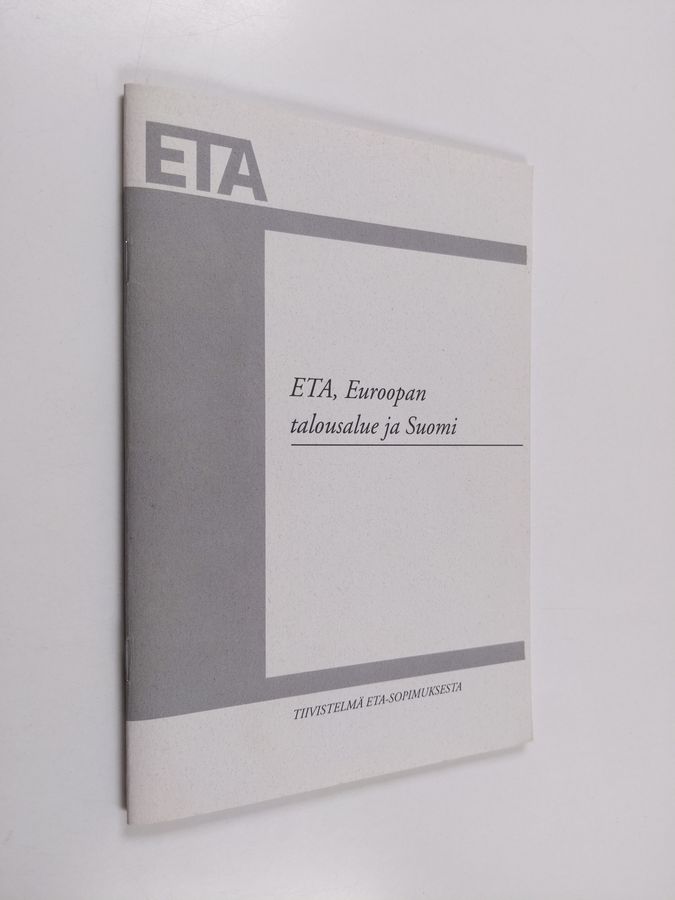 ETA
ETA, Euroopan
talousalue ja Suomi
TIIVISTELMÄ ETA-SOPIMUKSESTA